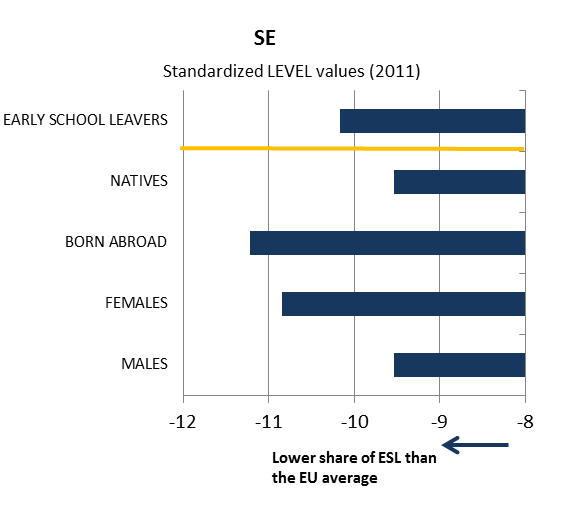 SE
Standardized LEVEL values (2011)
EARLY SCHOOL LEAVERS
NATIVES
BORN ABROAD
FEMALES
MALES
-12 -11 -10 -9 -8
Lower share of ESL than
the EU average